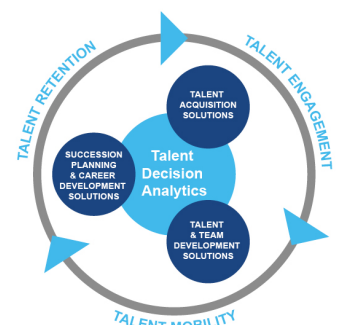 TALENT RETENTION
TALENT ENGAGEMENT
TALENT
ACQUISITION
SOLUTIONS
SUCCESSION
PLANNING
& CAREER
DEVELOPMENT
SOLUTIONS
Talent
Decision
Analytics
TALENT
& TEAM
DEVELOPMENT
SOLUTIONS
TALENT MOBILITY